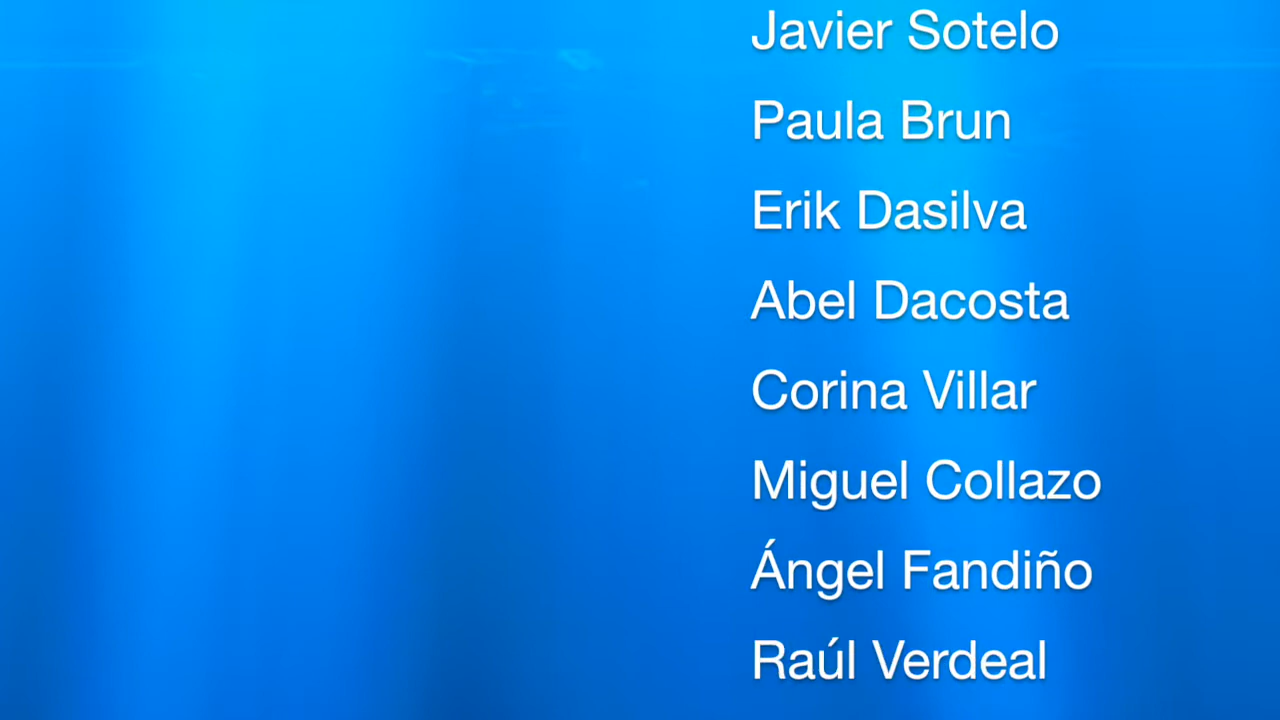 Javier Sotelo
Paula Brun
Erik Dasilva
Abel Dacosta
Corina Villar
Miguel Collazo
Ángel Fandiño
Raúl Verdeal